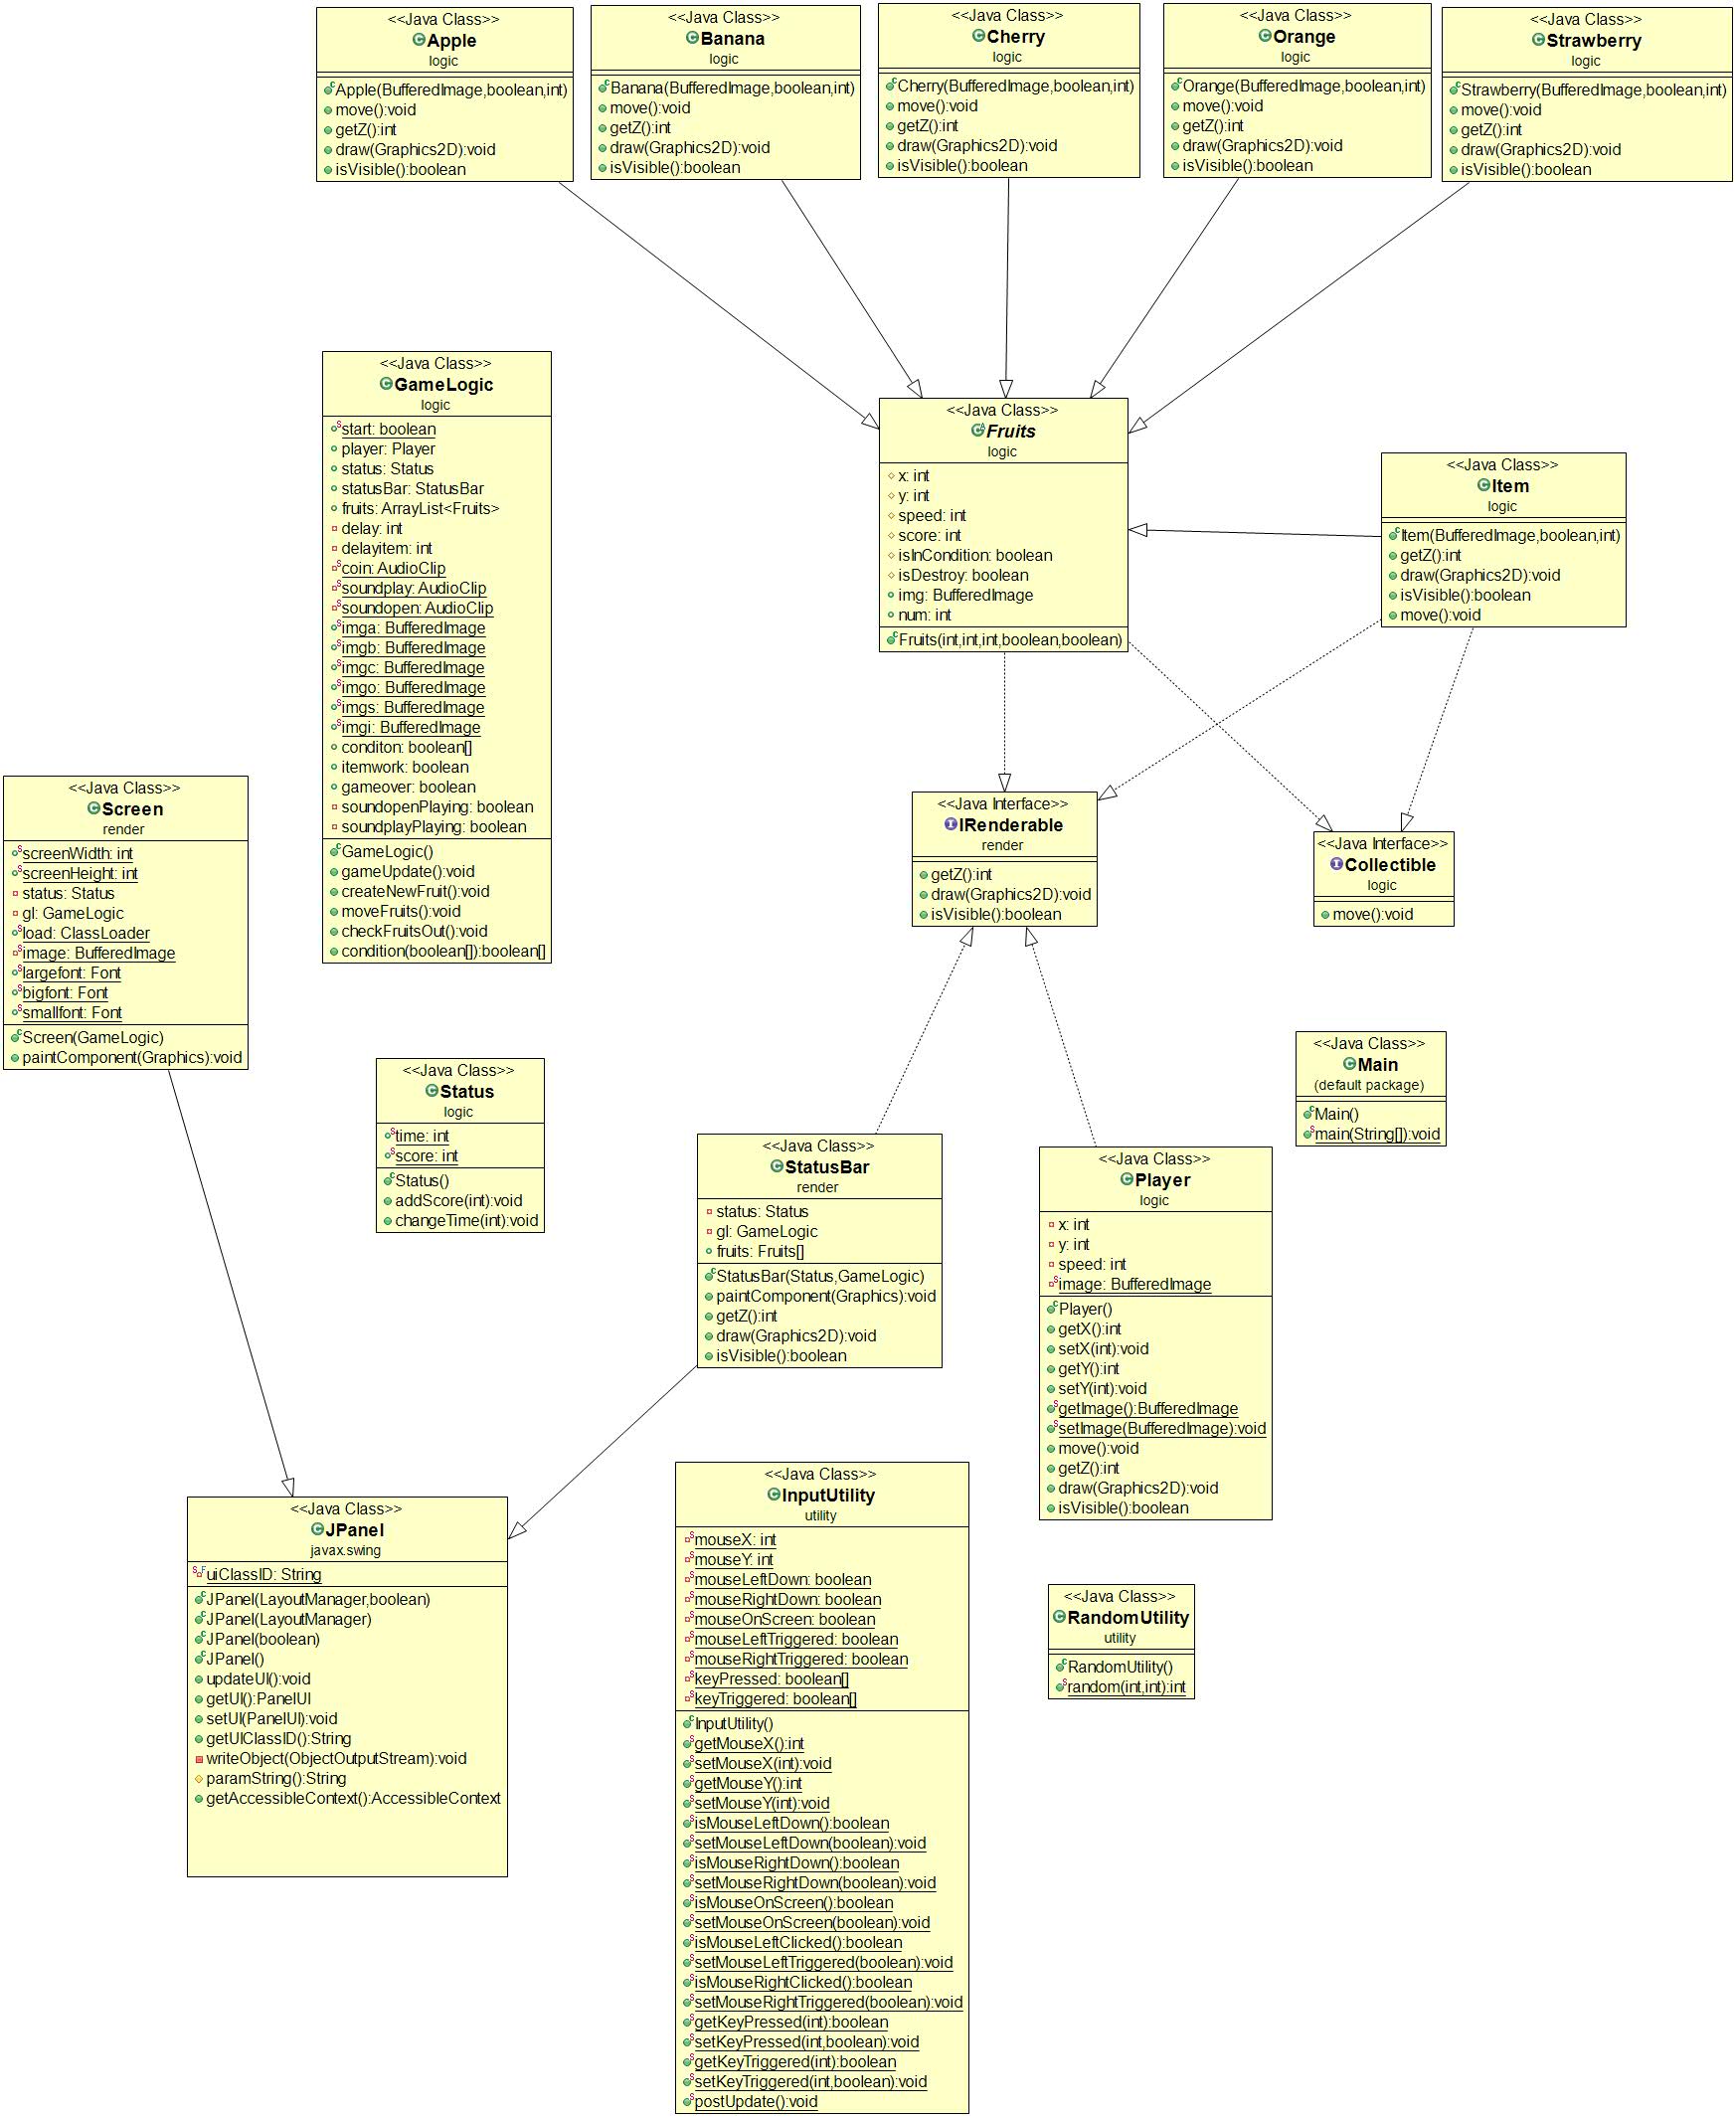 <<Java Class>>
Apple
logic
Apple(BufferedImage,boolean,int)
move():void
getZ():int
draw(Graphics2D):void
isVisible():boolean
<<Java Class>>
Banana
logic
Banana(BufferedImage,boolean,int)
move():void
getZ():int
draw(Graphics2D):void
isVisible():boolean
<<Java Class>>
Cherry
logic
Cherry(BufferedImage,boolean,int)
move():void
getZ():int
draw(Graphics2D):void
isVisible():boolean
<<Java Class>>
Orange
logic
Orange(BufferedImage,boolean,int)
move():void
getZ():int
draw(Graphics2D):void
isVisible():boolean
<<Java Class>>
Strawberry
logic
Strawberry(BufferedImage,boolean,int)
move():void
getZ():int
draw(Graphics2D):void
isVisible():boolean
<<Java Class>>
GameLogic
logic
start: boolean
player: Player
status: Status
statusBar: StatusBar
fruits: ArrayList<Fruits>
delay: int
delayitem: int
coin: AudioClip
soundplay: AudioClip
soundopen: AudioClip
imga: BufferedImage
imgb: BufferedImage
imgc: BufferedImage
imgo: BufferedImage
imgs: BufferedImage
imgi: BufferedImage
conditon: boolean[]
itemwork: boolean
gameover: boolean
soundopenPlaying: boolean
soundplayPlaying: boolean
GameLogic()
gameUpdate():void
createNewFruit():void
moveFruits():void
checkFruitsOut():void
condition(boolean[]):boolean[]
<<Java Class>>
Fruits
logic
x: int
y: int
speed: int
score: int
isInCondition: boolean
isDestroy: boolean
img: BufferedImage
num: int
Fruits(int,int,int,boolean,boolean)
<<Java Class>>
Item
logic
Item(BufferedImage,boolean,int)
getZ():int
draw(Graphics2D):void
isVisible():boolean
move():void
<<Java Class>>
Screen
render
screenWidth: int
screenHeight: int
status: Status
gl: GameLogic
load: ClassLoader
image: BufferedImage
largefont: Font
bigfont: Font
smallfont: Font
Screen(GameLogic)
paintComponent(Graphics):void
<<Java Interface>>
IRenderable
render
getZ():int
draw(Graphics2D):void
isVisible():boolean
<<Java Interface>>
Collectible
logic
move():void
<<Java Class>>
Status
logic
time: int
score: int
Status()
addScore(int):void
changeTime(int):void
<<Java Class>>
Main
(default package)
Main()
main(String[]):void
<<Java Class>>
StatusBar
render
status: Status
gl: GameLogic
fruits: Fruits[]
StatusBar(Status,GameLogic)
paintComponent(Graphics):void
getZ():int
draw(Graphics2D):void
isVisible():boolean
<<Java Class>>
Player
logic
x: int
y: int
speed: int
image: BufferedImage
Player()
getX():int
setX(int):void
getY():int
setY(int):void
getImage():BufferedImage
setImage(BufferedImage):void
move():void
getZ():int
draw(Graphics2D):void
isVisible():boolean
<<Java Class>>
JPanel
javax.swing
uiClassID: String
JPanel(LayoutManager,boolean)
JPanel(LayoutManager)
JPanel(boolean)
JPanel()
updateUI():void
getUI():PanelUI
setUI(PanelUI):void
getUIClassID():String
writeObject(ObjectOutputStream):void
paramString():String
getAccessibleContext():AccessibleContext
<<Java Class>>
InputUtility
utility
mouseX: int
mouseY: int
mouseLeftDown: boolean
mouseRightDown: boolean
mouseOnScreen: boolean
mouseLeftTriggered: boolean
mouseRightTriggered: boolean
keyPressed: boolean[]
keyTriggered: boolean[]
InputUtility()
getMouseX():int
setMouseX(int):void
getMouseY():int
setMouseY(int):void
isMouseLeftDown():boolean
setMouseLeftDown(boolean):void
isMouseRightDown():boolean
setMouseRightDown(boolean):void
isMouseOnScreen():boolean
setMouseOnScreen(boolean):void
isMouseLeftClicked():boolean
setMouseLeftTriggered(boolean):void
isMouseRightClicked():boolean
setMouseRightTriggered(boolean):void
getKeyPressed(int):boolean
setKeyPressed(int,boolean):void
getKeyTriggered(int):boolean
setKeyTriggered(int,boolean):void
postUpdate():void
<<Java Class>>
RandomUtility
utility
RandomUtility()
random(int,int):int